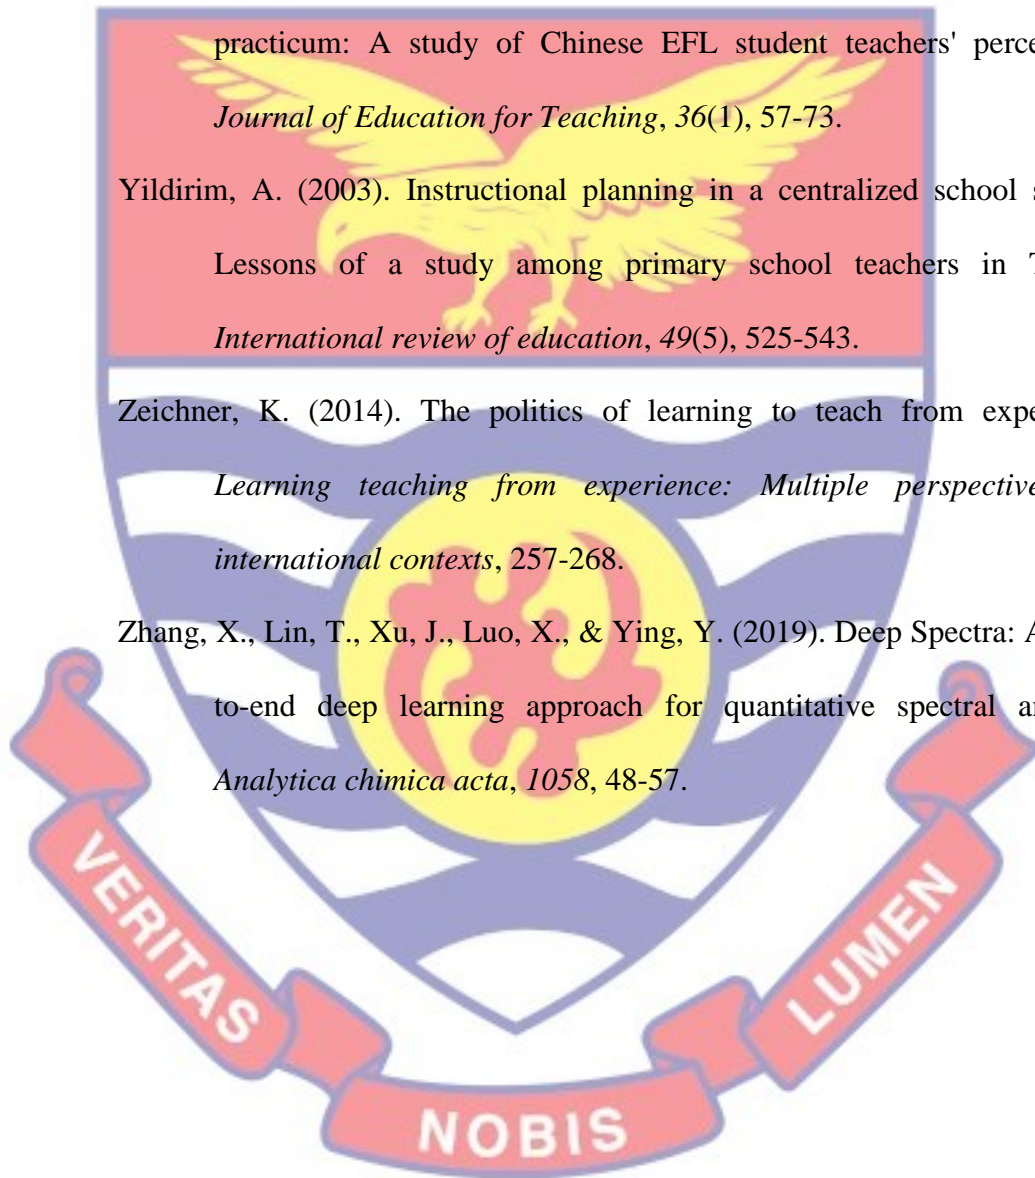 practicum: A study of Chinese EFL student teachers' perce
Journal of Education for Teaching, 36(1), 57-73.
Yildirim, A. (2003). Instructional planning in a centralized school s
Lessons of a study among primary school teachers in T
International review of education, 49(5), 525-543.
Zeichner, K. (2014). The politics of learning to teach from expe
Learning teaching from experience: Multiple perspective
international contexts, 257-268.
Zhang, X., Lin, T., Xu, J., Luo, X., & Ying, Y. (2019). Deep Spectra: A
to-end deep learning approach for quantitative spectral a
Analytica chimica acta, 1058, 48-57.
VERITAS
NOBIS
LUMEN